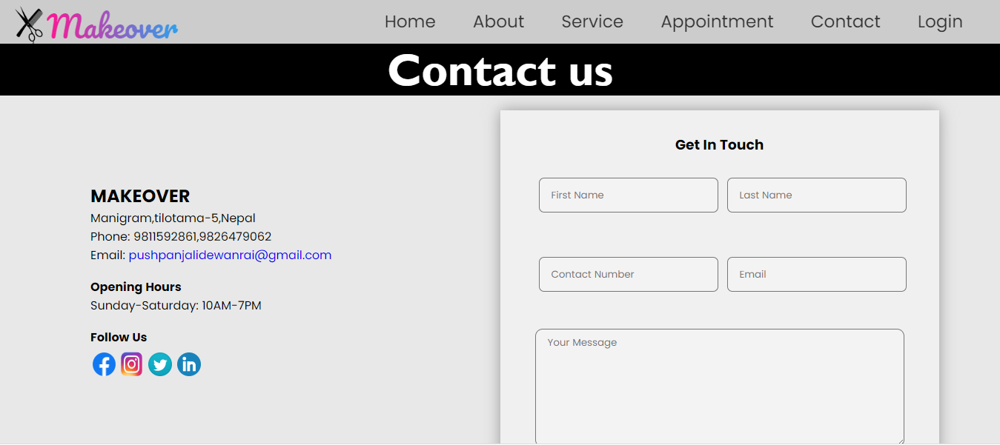 Makeover
Home About Service Appointment Contact Login
Contact us
MAKEOVER
Manigram,tilotama-5,Nepal
Phone: 9811592861,9826479062
Email: pushpanjalidewanrai@gmail.com
Opening Hours
Sunday-Saturday: 10AM-7PM
Follow Us
in
Get In Touch
First Name Last Name
Contact Number Email
Your Message